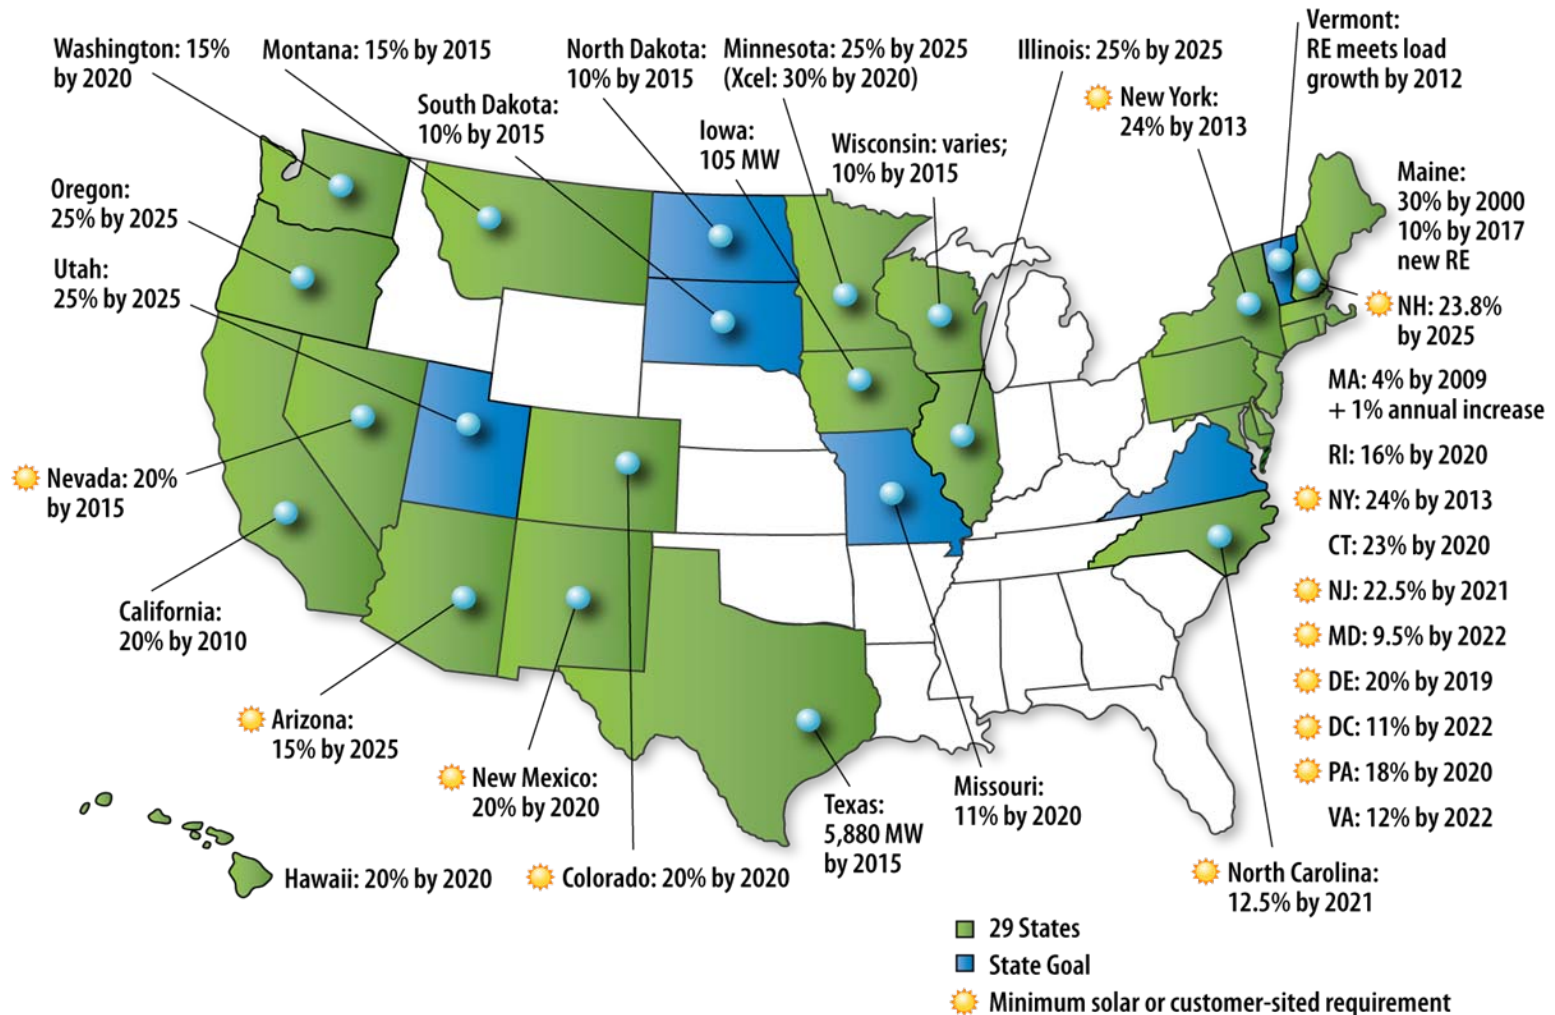 Washington: 15%
by 2020
Montana: 15% by 2015
North Dakota:
10% by 2015
Minnesota: 25% by 2025
(Xcel: 30% by 2020)
Illinois: 25% by 2025
Vermont:
RE meets load
growth by 2012
South Dakota:
10% by 2015
Iowa:
105 MW
Wisconsin: varies;
10% by 2015
New York:
24% by 2013
Oregon:
25% by 2025
Utah:
25% by 2025
Maine:
30% by 2000
10% by 2017
new RE
NH: 23.8%
by 2025
MA: 4% by 2009
+ 1% annual increase
RI: 16% by 2020
NY: 24% by 2013
CT: 23% by 2020
NJ: 22.5% by 2021
MD: 9.5% by 2022
DE: 20% by 2019
DC: 11% by 2022
PA: 18% by 2020
VA: 12% by 2022
Nevada: 20%
by 2015
California:
20% by 2010
Arizona:
15% by 2025
New Mexico:
20% by 2020
Texas:
5,880 MW
by 2015
Missouri:
11% by 2020
Hawaii: 20% by 2020
Colorado: 20% by 2020
North Carolina:
12.5% by 2021
29 States
State Goal
Minimum solar or customer-sited requirement